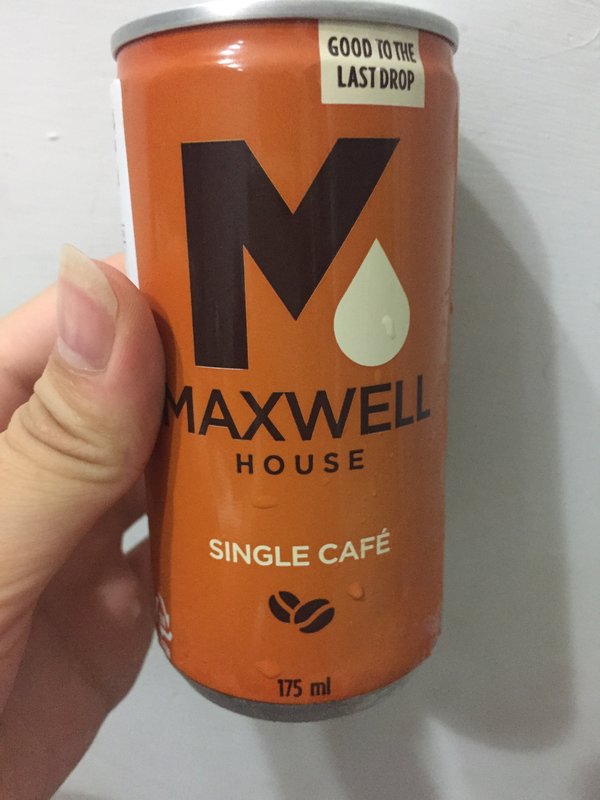 GOOD TO THE
LAST DROP
MAXWELL
HOUSE
SINGLE CAFÉ
175 ml